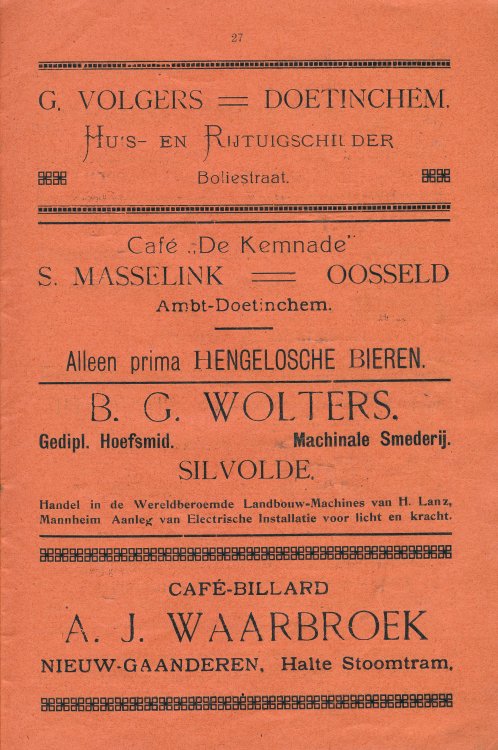 27
G. VOLGERS = DOETINCHEM.
HUIS- EN RIJTUIGSCHILDER
Boliestraat.
Café „De Kemnade"
S. MASSELINK = OOSSELD
Ambt-Doetinchem.
Alleen prima HENGELOSCHE BIEREN.
B. G. WOLTERS.
Gedipl. Hoefsmid. Machinale Smederij.
SILVOLDE.
Handel in de Wereldberoemde Landbouw-Machines van H. Lanz,
Mannheim Aanleg van Electrische Installatie voor licht en kracht.
CAFÉ-BILLARD
A. J. WAARBROEK
NIEUW-GAANDEREN, Halte Stoomtram.